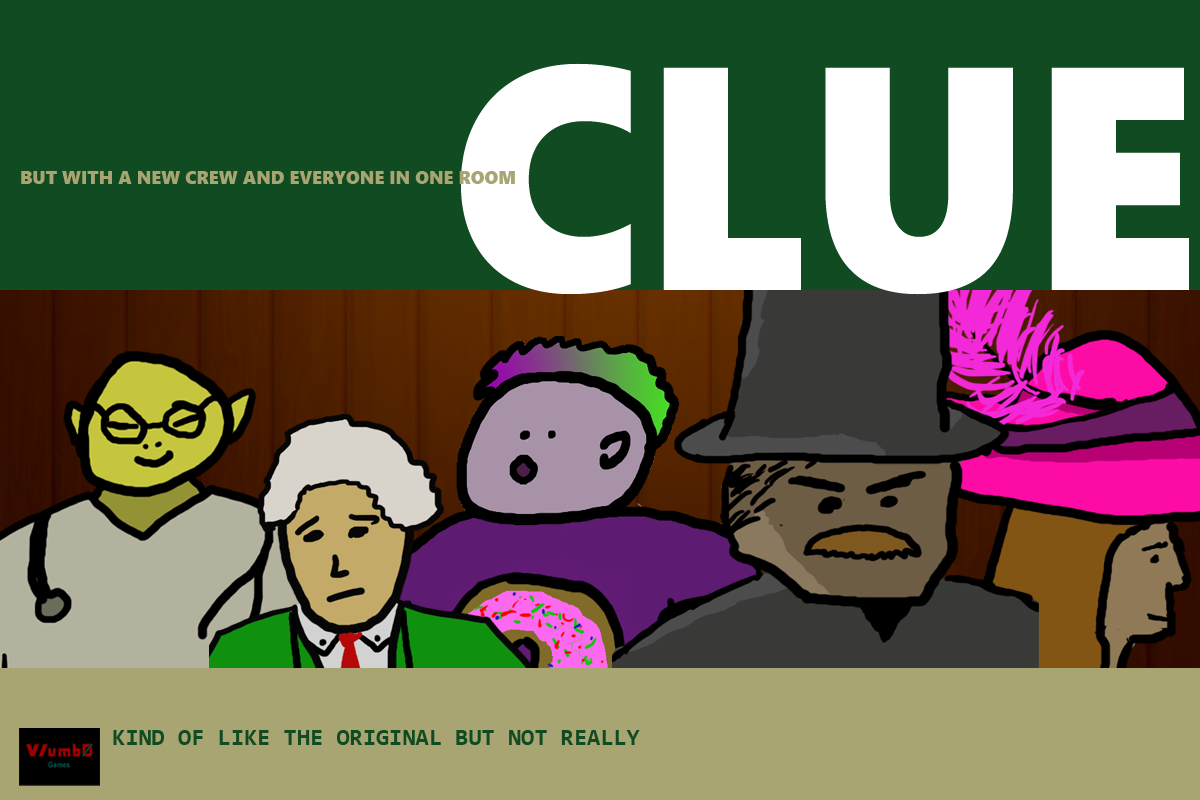 CLUE
BUT WITH A NEW CREW AND EVERYONE IN ONE ROOM
KIND OF LIKE THE ORIGINAL BUT NOT REALLY
Games